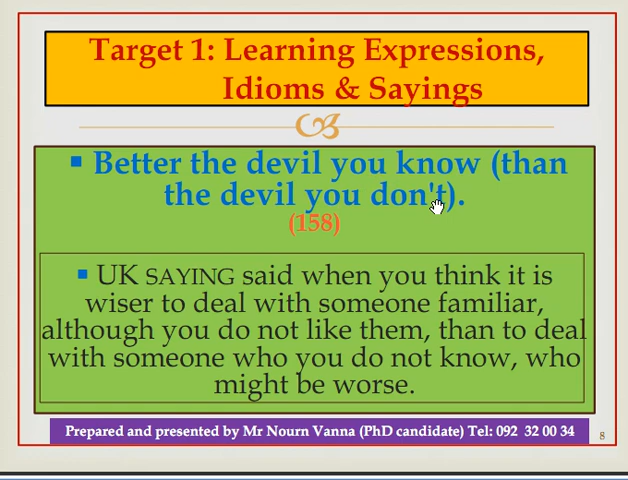 Target 1: Learning Expressions,
Idioms & Sayings
▪ Better the devil you know (than
the devil you don't).
(158)
▪ UK SAYING said when you think it is
wiser to deal with someone familiar,
although you do not like them, than to deal
with someone who you do not know, who
might be worse.
Prepared and presented by Mr Nourn Vanna (PhD candidate) Tel: 092 32 00 34
8